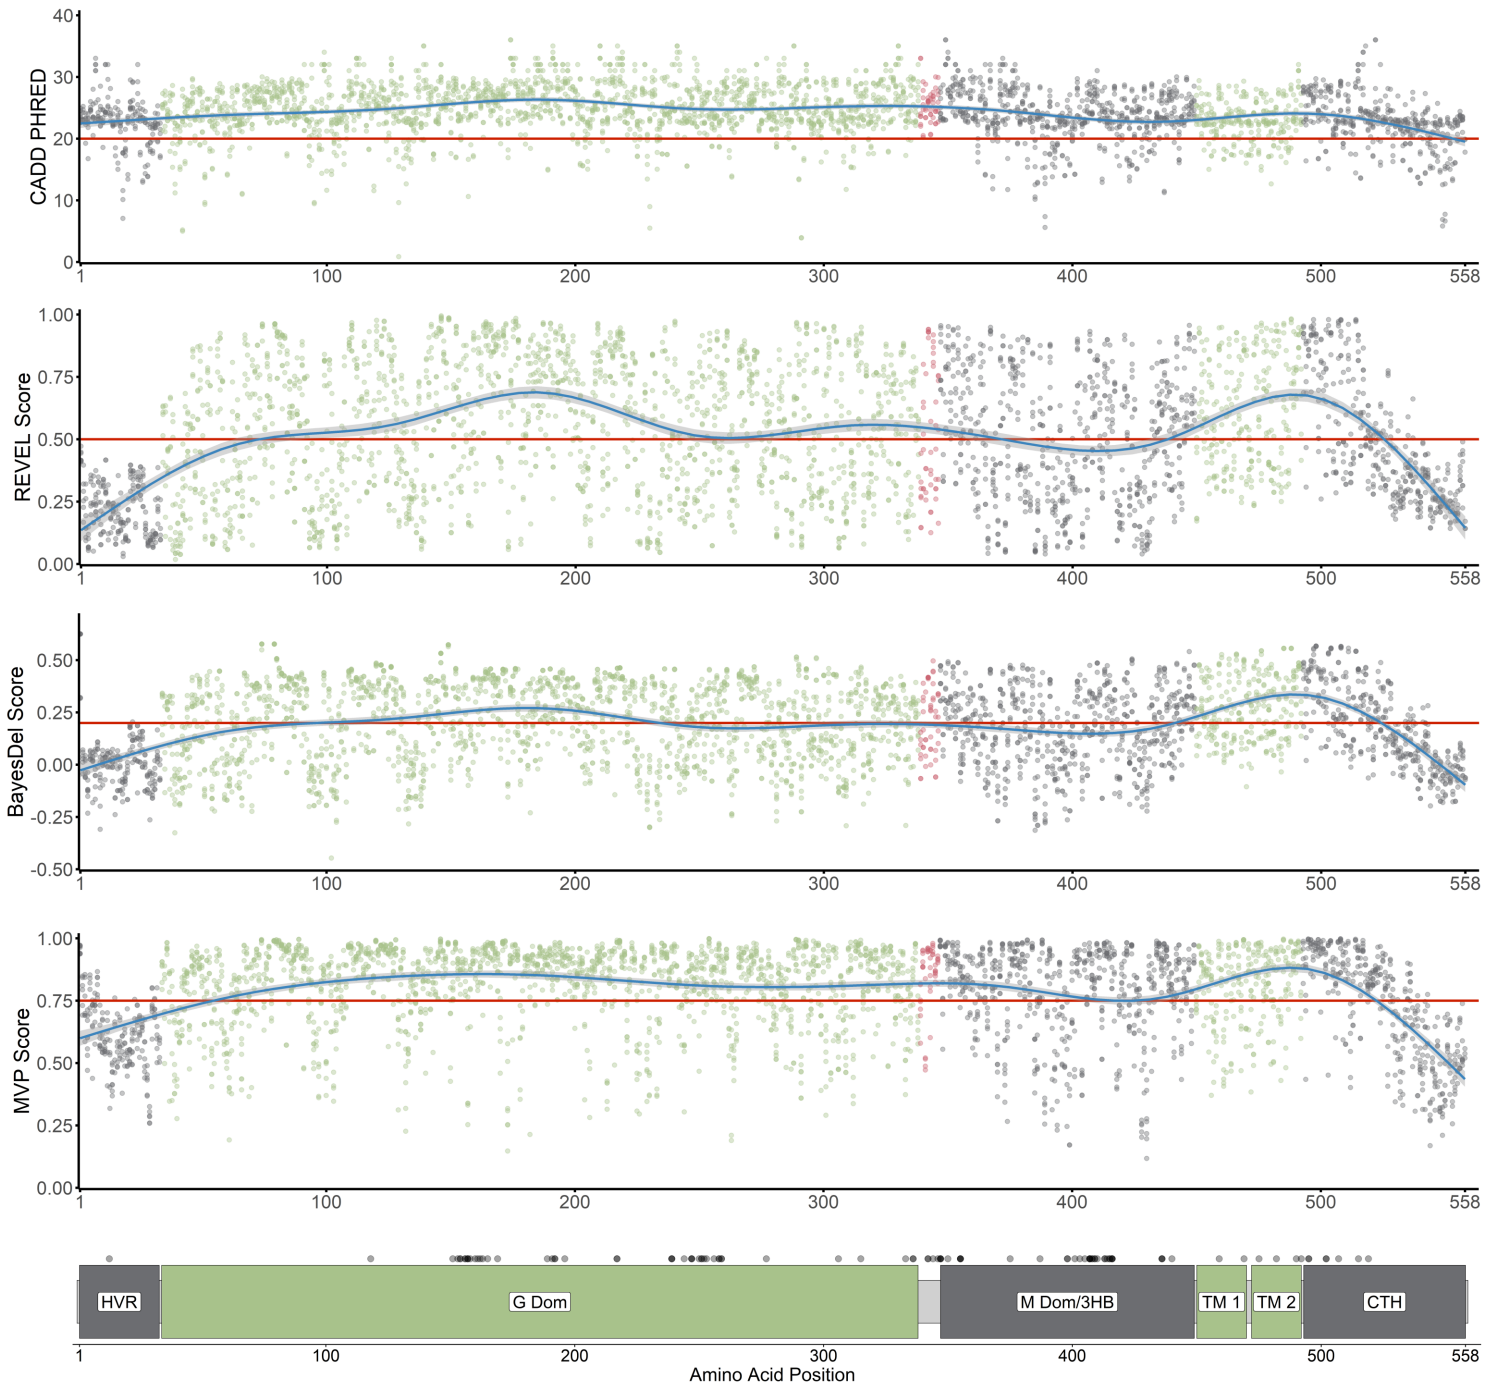 CADD PHRED
40
30
20
10
0
1 100 200 300 400 500 558
REVEL Score
1.00
0.75
0.50
0.25
0.00
1 100 200 300 400 500 558
BayesDel Score
0.50
0.25
0.00
-0.25
-0.50
1 100 200 300 400 500 558
MVP Score
1.00
0.75
0.50
0.25
0.00
1 100 200 300 400 500 558
HVR G Dom M Dom/3HB TM 1 TM 2 CTH
1 100 200 300 400 500 558
Amino Acid Position